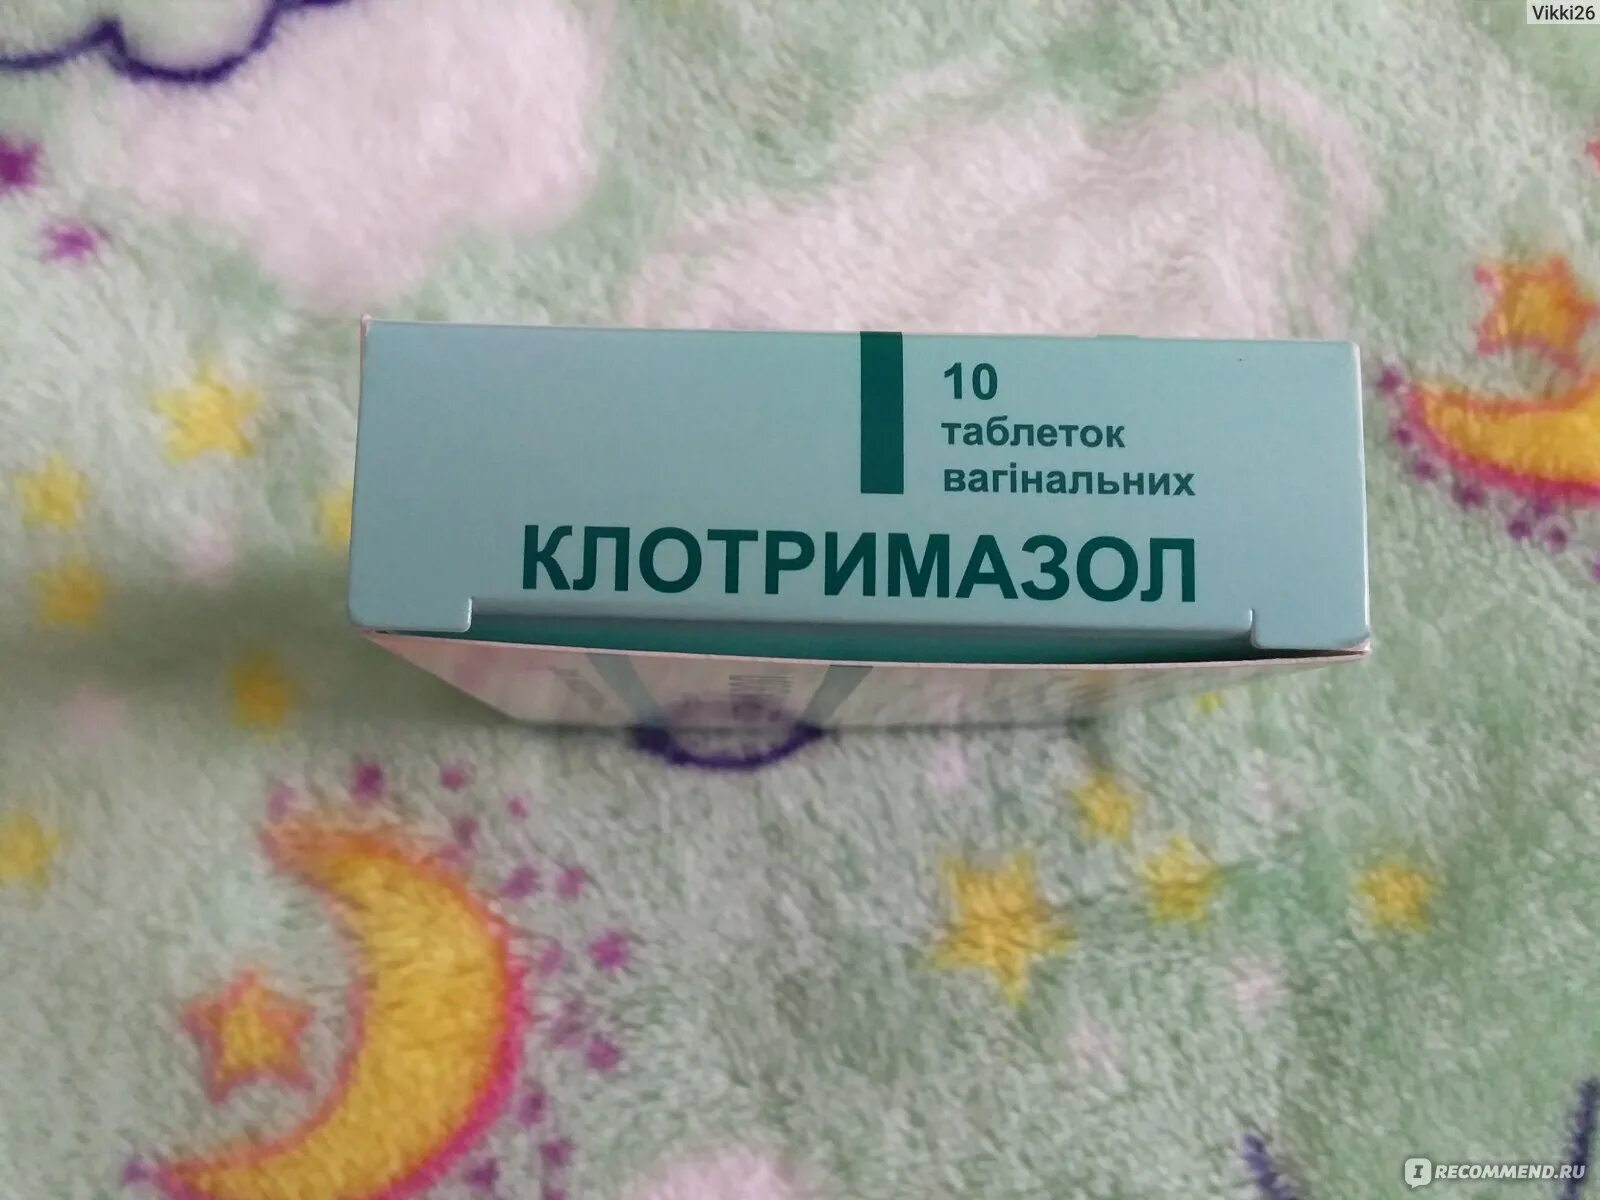 Vikki26
10
таблеток
вагінальних
КЛОТРИМАЗОЛ
RECOMMEND.RU